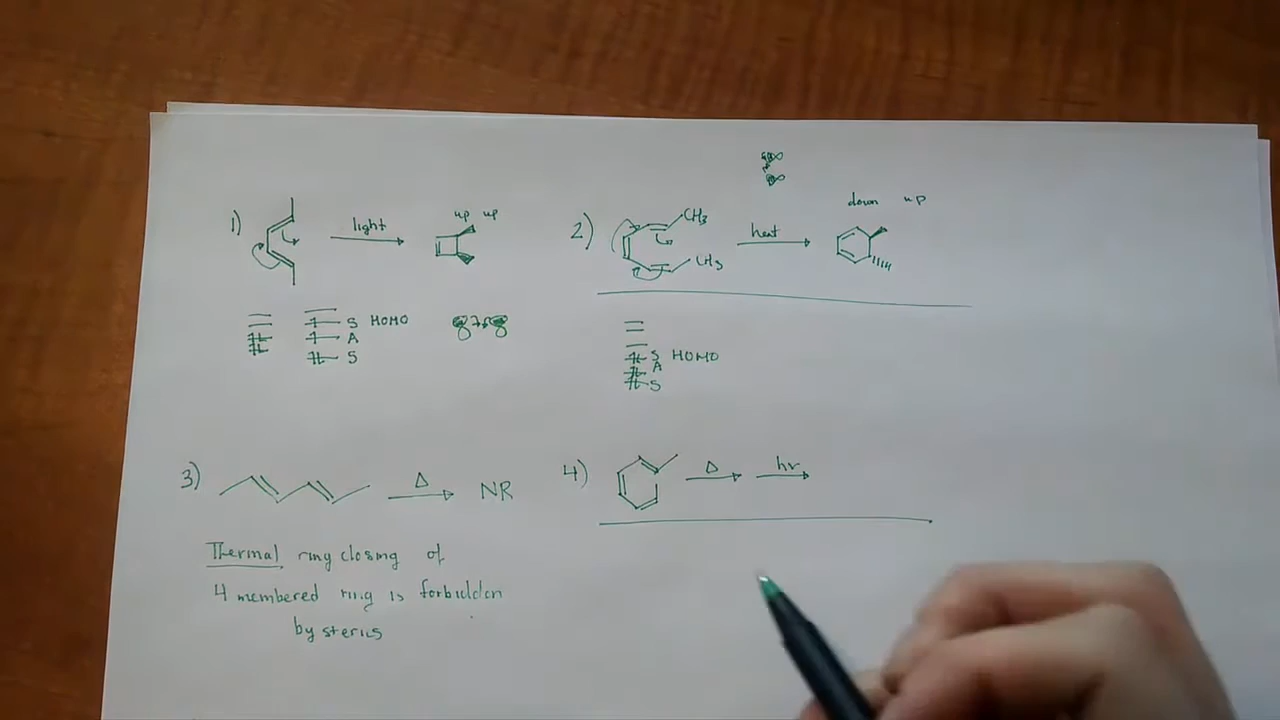 1)
light
up up
S HOMO
A
S
2)
CH3
CH3
heat
down up
S HOMO
A
S
3)
Δ
NR
Thermal ring closing of
4 membered ring is forbidden
by sterics
4)
Δ
hv